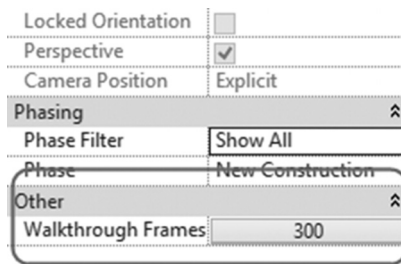 Locked Orientation
Perspective
Camera Position Explicit
Phasing
Phase Filter Show All
Phase New Construction
Other
Walkthrough Frames 300